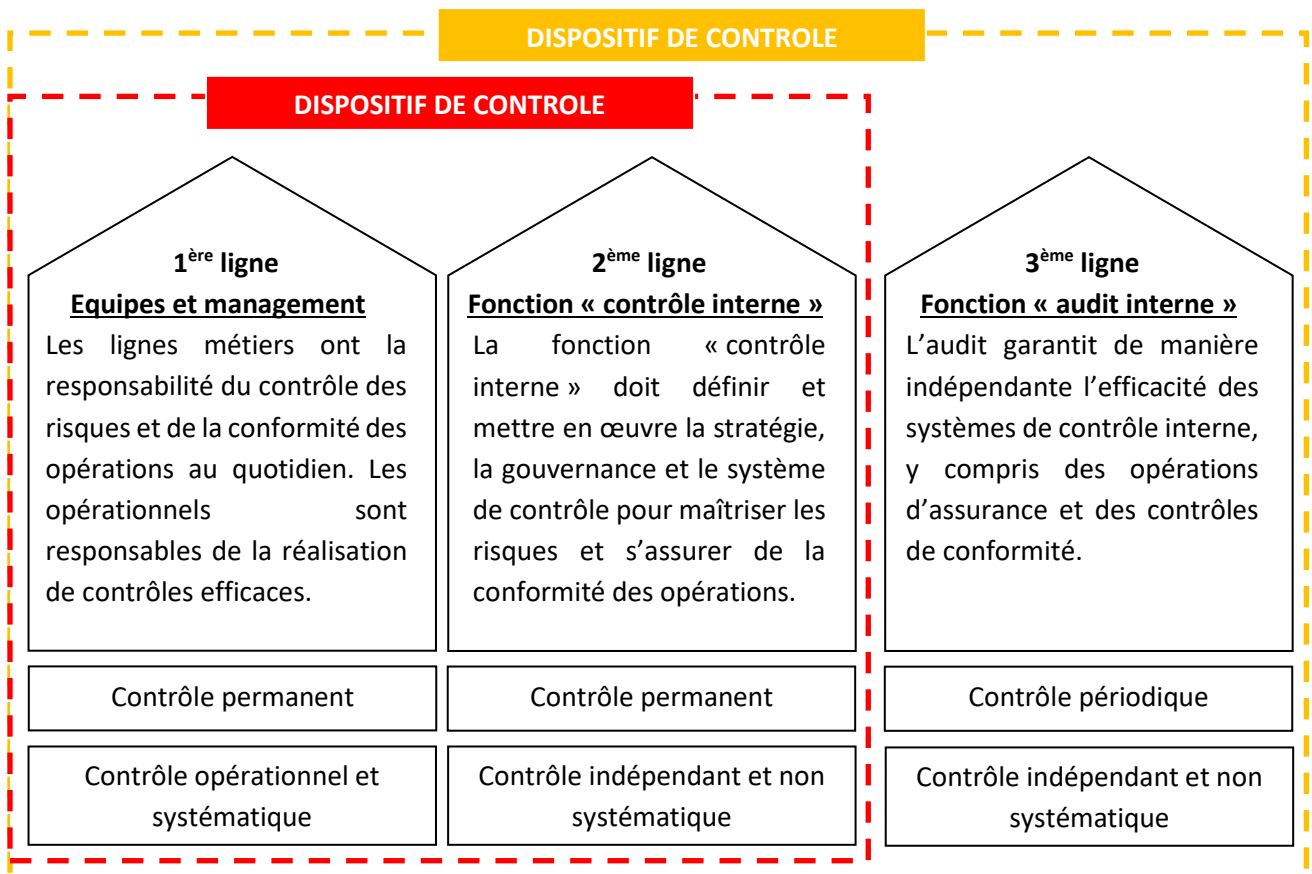 DISPOSITIF DE CONTROLE
DISPOSITIF DE CONTROLE
1ère ligne
Equipes et management
Les lignes métiers ont la
responsabilité du contrôle des
risques et de la conformité des
opérations au quotidien. Les
opérationnels sont
responsables de la réalisation
de contrôles efficaces.
Contrôle permanent
Contrôle opérationnel et
systématique
2ème ligne
Fonction « contrôle interne »
La fonction « contrôle
interne » doit définir et
mettre en œuvre la stratégie,
la gouvernance et le système
de contrôle pour maîtriser les
risques et s’assurer de la
conformité des opérations.
Contrôle permanent
Contrôle indépendant et non
systématique
3ème ligne
Fonction « audit interne »
L’audit garantit de manière
indépendante l’efficacité des
systèmes de contrôle interne,
y compris des opérations
d’assurance et des contrôles
de conformité.
Contrôle périodique
Contrôle indépendant et non
systématique